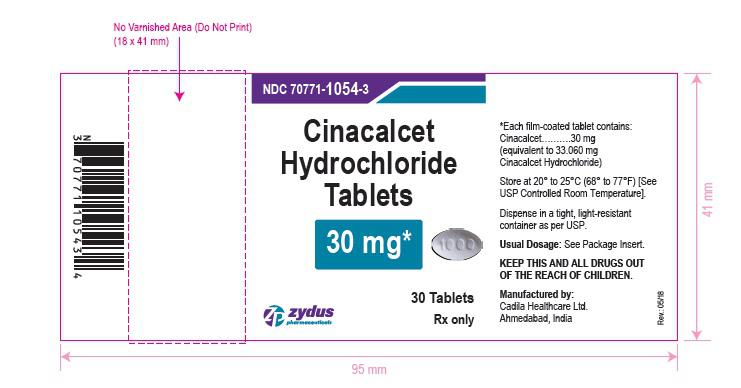 No Varnished Area (Do Not Print)
(18 x 41 mm)
N
3
70771 10543
4
NDC 70771-1054-3
Cinacalcet
Hydrochloride
Tablets
30 mg*
1000
30 Tablets
Rx only
zydus
pharmaceuticals
*Each film-coated tablet contains:
Cinacalcet..........30 mg
(equivalent to 33.060 mg
Cinacalcet Hydrochloride)
Store at 20° to 25°C (68° to 77°F) [See
USP Controlled Room Temperature].
Dispense in a tight, light-resistant
container as per USP.
Usual Dosage: See Package Insert.
KEEP THIS AND ALL DRUGS OUT
OF THE REACH OF CHILDREN.
Manufactured by:
Cadila Healthcare Ltd.
Ahmedabad, India
Rev.: 05/18
41 mm
95 mm